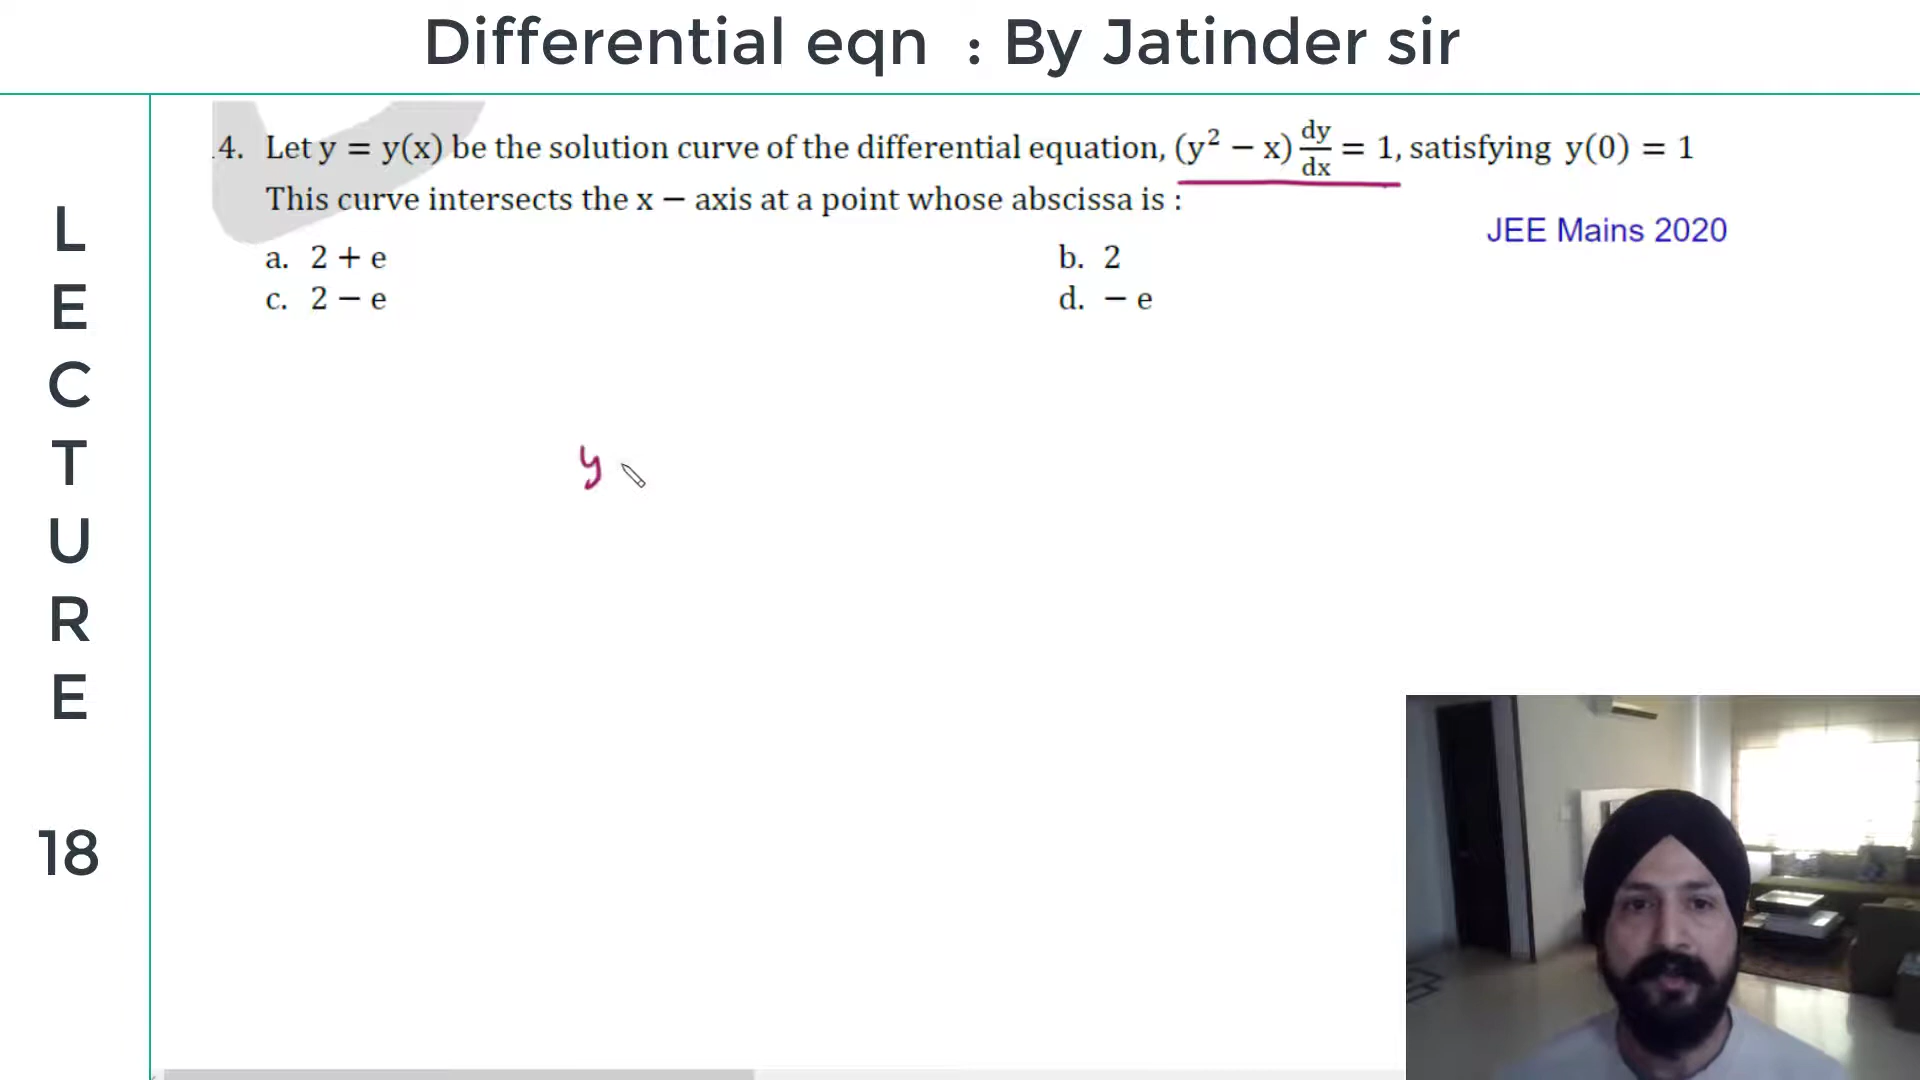 Differential eqn : By Jatinder sir
L
E
C
T
U
R
E
18
.4. Let y = y(x) be the solution curve of the differential equation, (y² − x) dy/dx = 1, satisfying y(0) = 1
This curve intersects the x − axis at a point whose abscissa is :
JEE Mains 2020
a. 2 + e
b. 2
c. 2 − e
d. − e
y